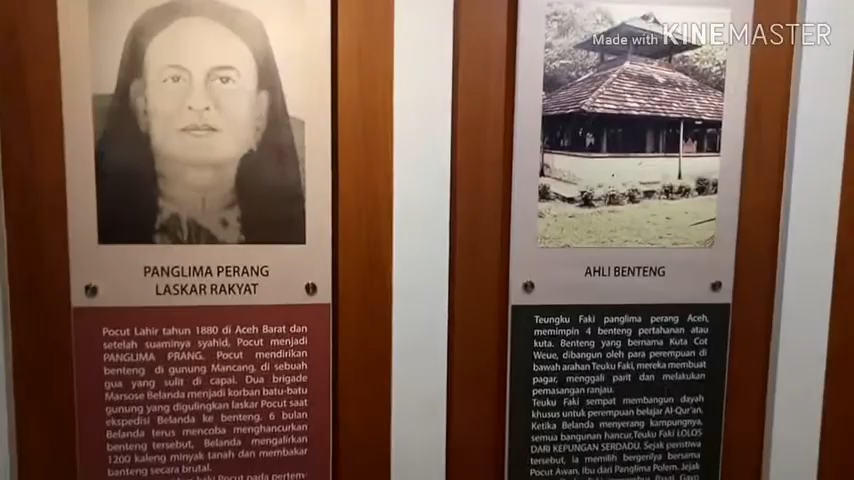 Made with KINEMASTER
PANGLIMA PERANG
LASKAR RAKYAT
Pocut Lahir tahun 1880 di Aceh Barat dan
setelah suaminya syahid, Pocut menjadi
PANGLIMA PRANG. Pocut mendirikan
benteng di gunung Mancang, di sebuah
gua yang sulit di capai. Dua brigade
Marsose Belanda menjadi korban batu-batu
gunung yang digulingkan laskar Pocut saat
ekspedisi Belanda ke benteng. 6 bulan
Belanda terus mencoba menghancurkan
benteng tersebut, Belanda mengalirkan
1200 kaleng minyak tanah dan membakar
banteng secara brutal.
kaki Pocut pada pertem-
AHLI BENTENG
Teungku Faki panglima perang Aceh,
memimpin 4 benteng pertahanan atau
kuta. Benteng yang bernama Kuta Cot
Weue, dibangun oleh para perempuan di
bawah arahan Teuku Faki, mereka membuat
pagar, menggali parit dan melakukan
pemasangan ranjau.
Teuku Faki sempat membangun dayah
khusus untuk perempuan belajar Al-Qur'an.
Ketika Belanda menyerang kampungnya,
semua bangunan hancur,Teuku Faki LOLOS
DARI KEPUNGAN SERDADU. Sejak peristiwa
tersebut, ia memilih bergerilya bersama
Pocut Awan, Ibu dari Panglima Polem. Jejak